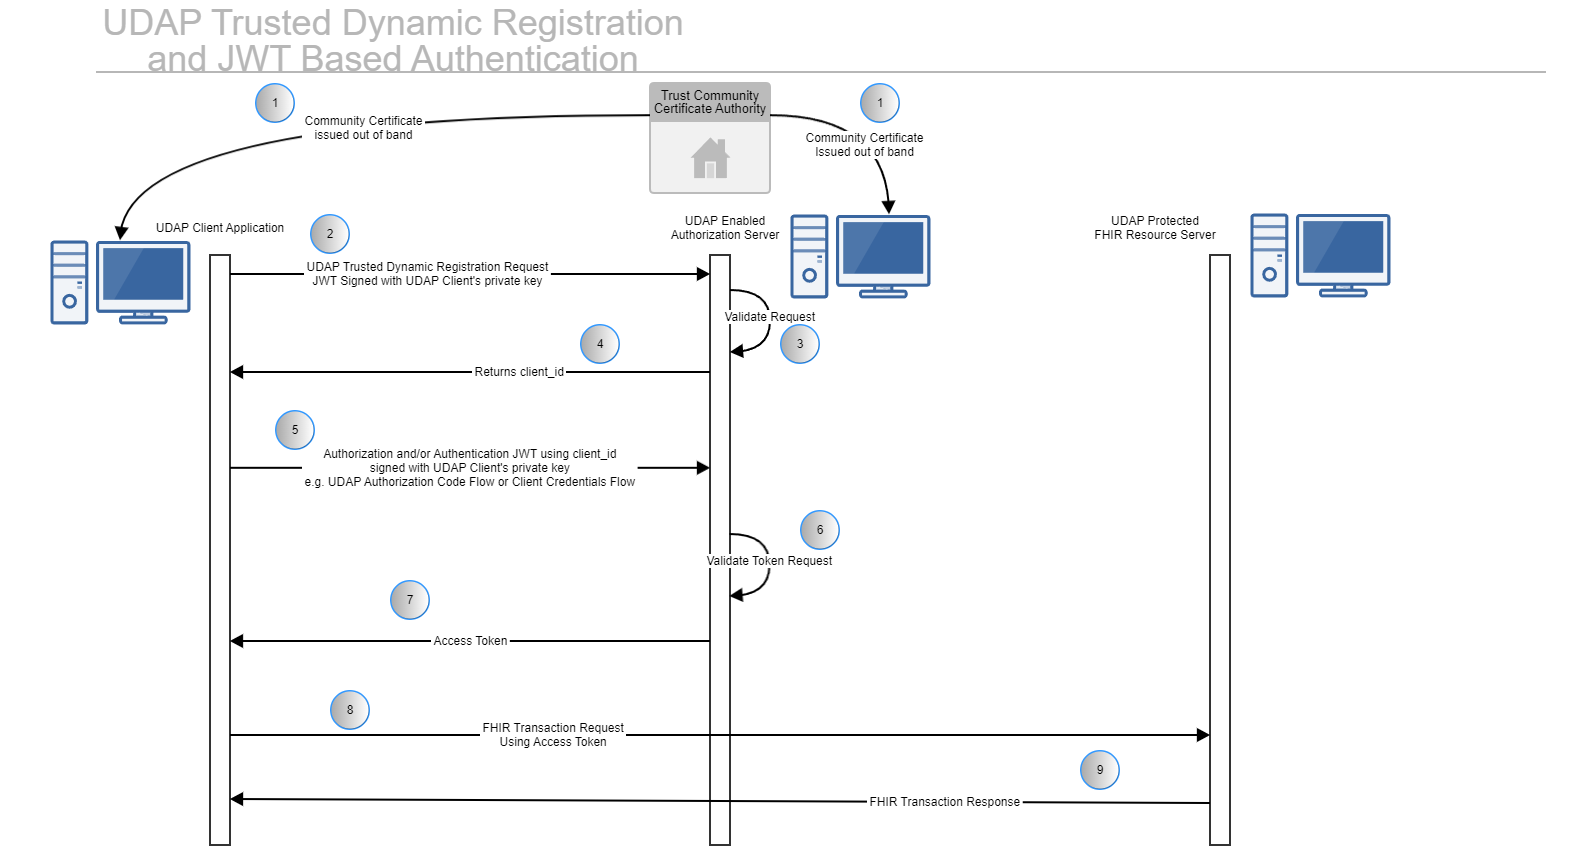 UDAP Trusted Dynamic Registration
and JWT Based Authentication
1
Community Certificate
issued out of band
Trust Community
Certificate Authority
1
Community Certificate
Issued out of band
UDAP Client Application
2
UDAP Enabled
Authorization Server
UDAP Protected
FHIR Resource Server
UDAP Trusted Dynamic Registration Request
JWT Signed with UDAP Client's private key
Validate Request
3
4
Returns client_id
5
Authorization and/or Authentication JWT using client_id
signed with UDAP Client's private key
e.g. UDAP Authorization Code Flow or Client Credentials Flow
6
Validate Token Request
7
Access Token
8
FHIR Transaction Request
Using Access Token
9
FHIR Transaction Response